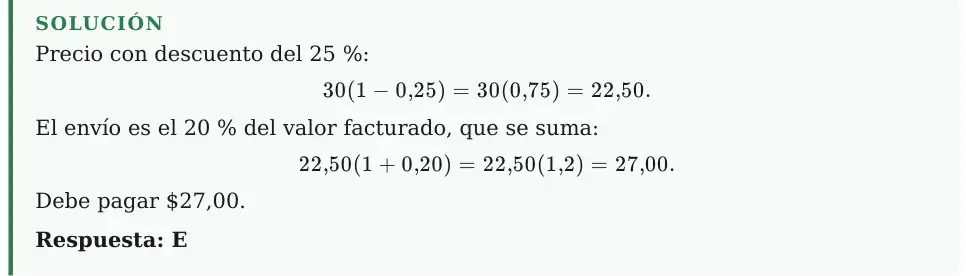 SOLUCIÓN
Precio con descuento del 25 %:
30(1 − 0,25) = 30(0,75) = 22,50.
El envío es el 20 % del valor facturado, que se suma:
22,50(1 + 0,20) = 22,50(1,2) = 27,00.
Debe pagar $27,00.
Respuesta: E